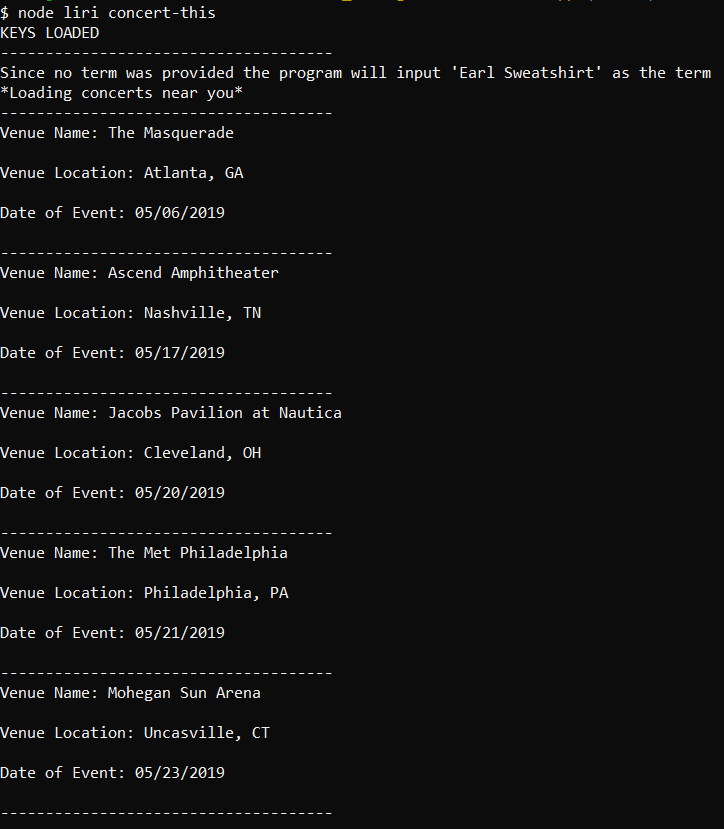 $ node liri concert-this
KEYS LOADED
-------------------------------------
Since no term was provided the program will input 'Earl Sweatshirt' as the term
*Loading concerts near you*
-------------------------------------
Venue Name: The Masquerade
Venue Location: Atlanta, GA
Date of Event: 05/06/2019
-------------------------------------
Venue Name: Ascend Amphitheater
Venue Location: Nashville, TN
Date of Event: 05/17/2019
-------------------------------------
Venue Name: Jacobs Pavilion at Nautica
Venue Location: Cleveland, OH
Date of Event: 05/20/2019
-------------------------------------
Venue Name: The Met Philadelphia
Venue Location: Philadelphia, PA
Date of Event: 05/21/2019
-------------------------------------
Venue Name: Mohegan Sun Arena
Venue Location: Uncasville, CT
Date of Event: 05/23/2019
-------------------------------------